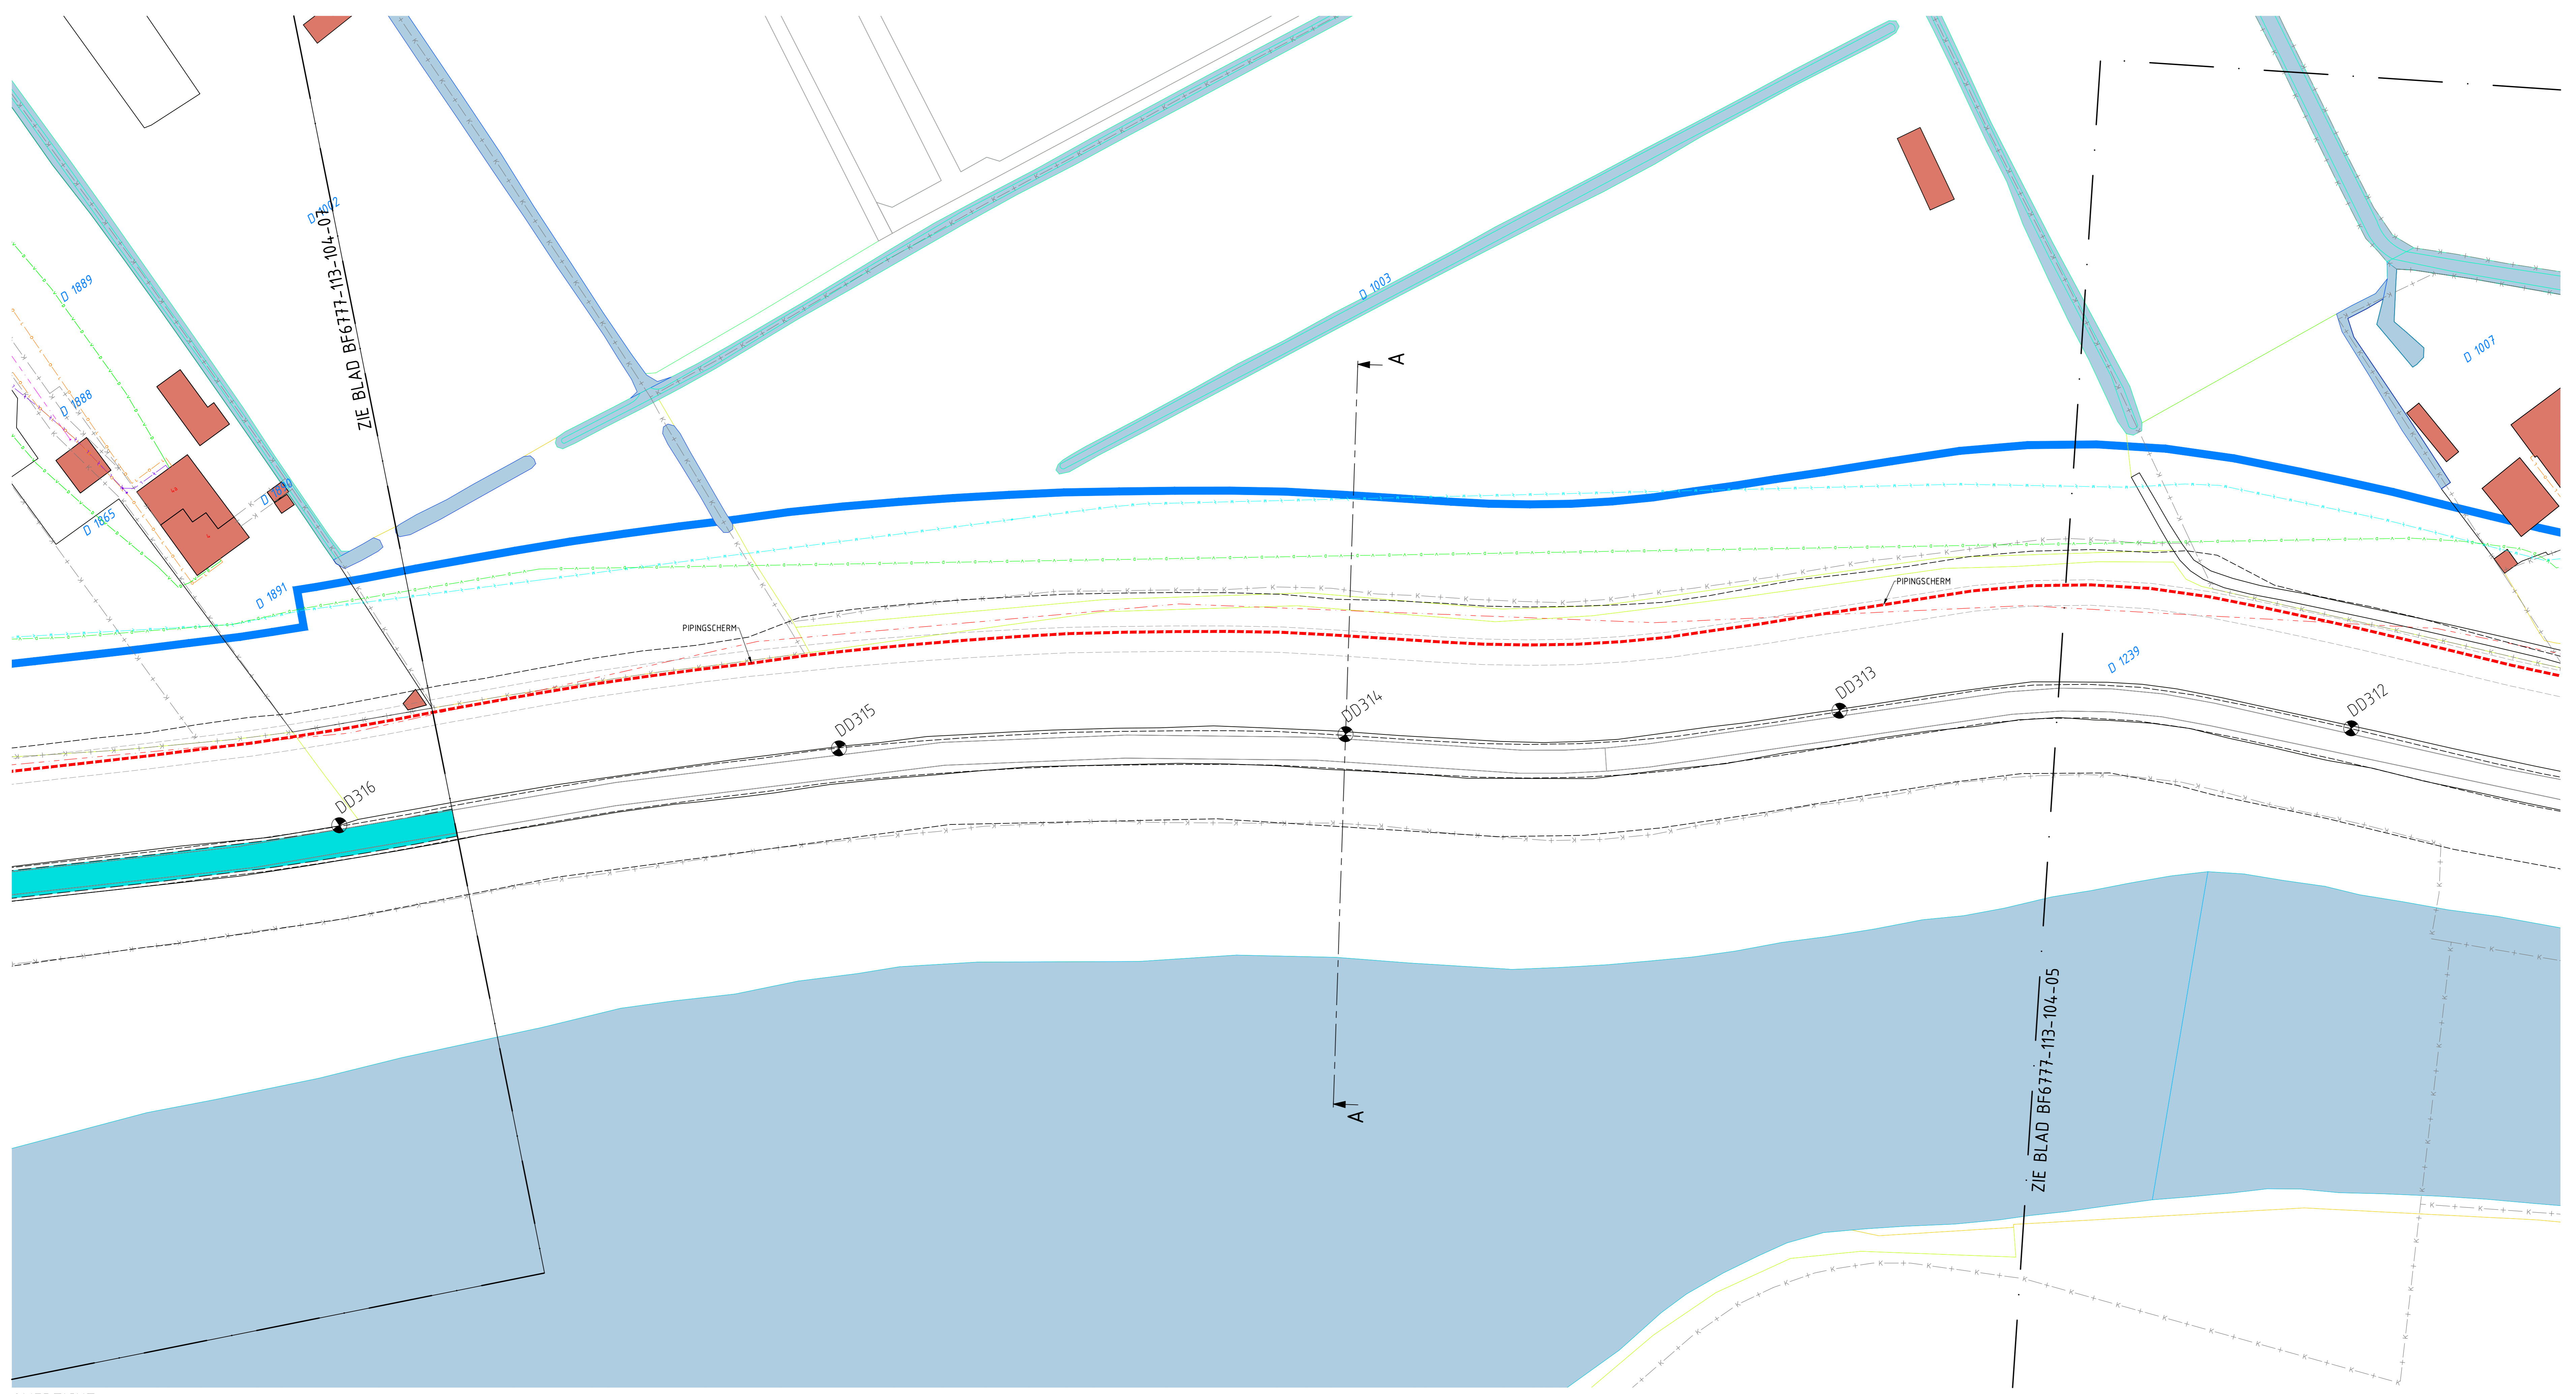 D 1002
ZIE BLAD BF6777-113-104-07
D 1889
D 1003
D 1007
A
D 1888
D 1890
D 1865
D 1891
PIPINGSCHERM
PIPINGSCHERM
D 1239
DD313
DD312
DD314
DD315
DD316
ZIE BLAD BF6777-113-104-05
A